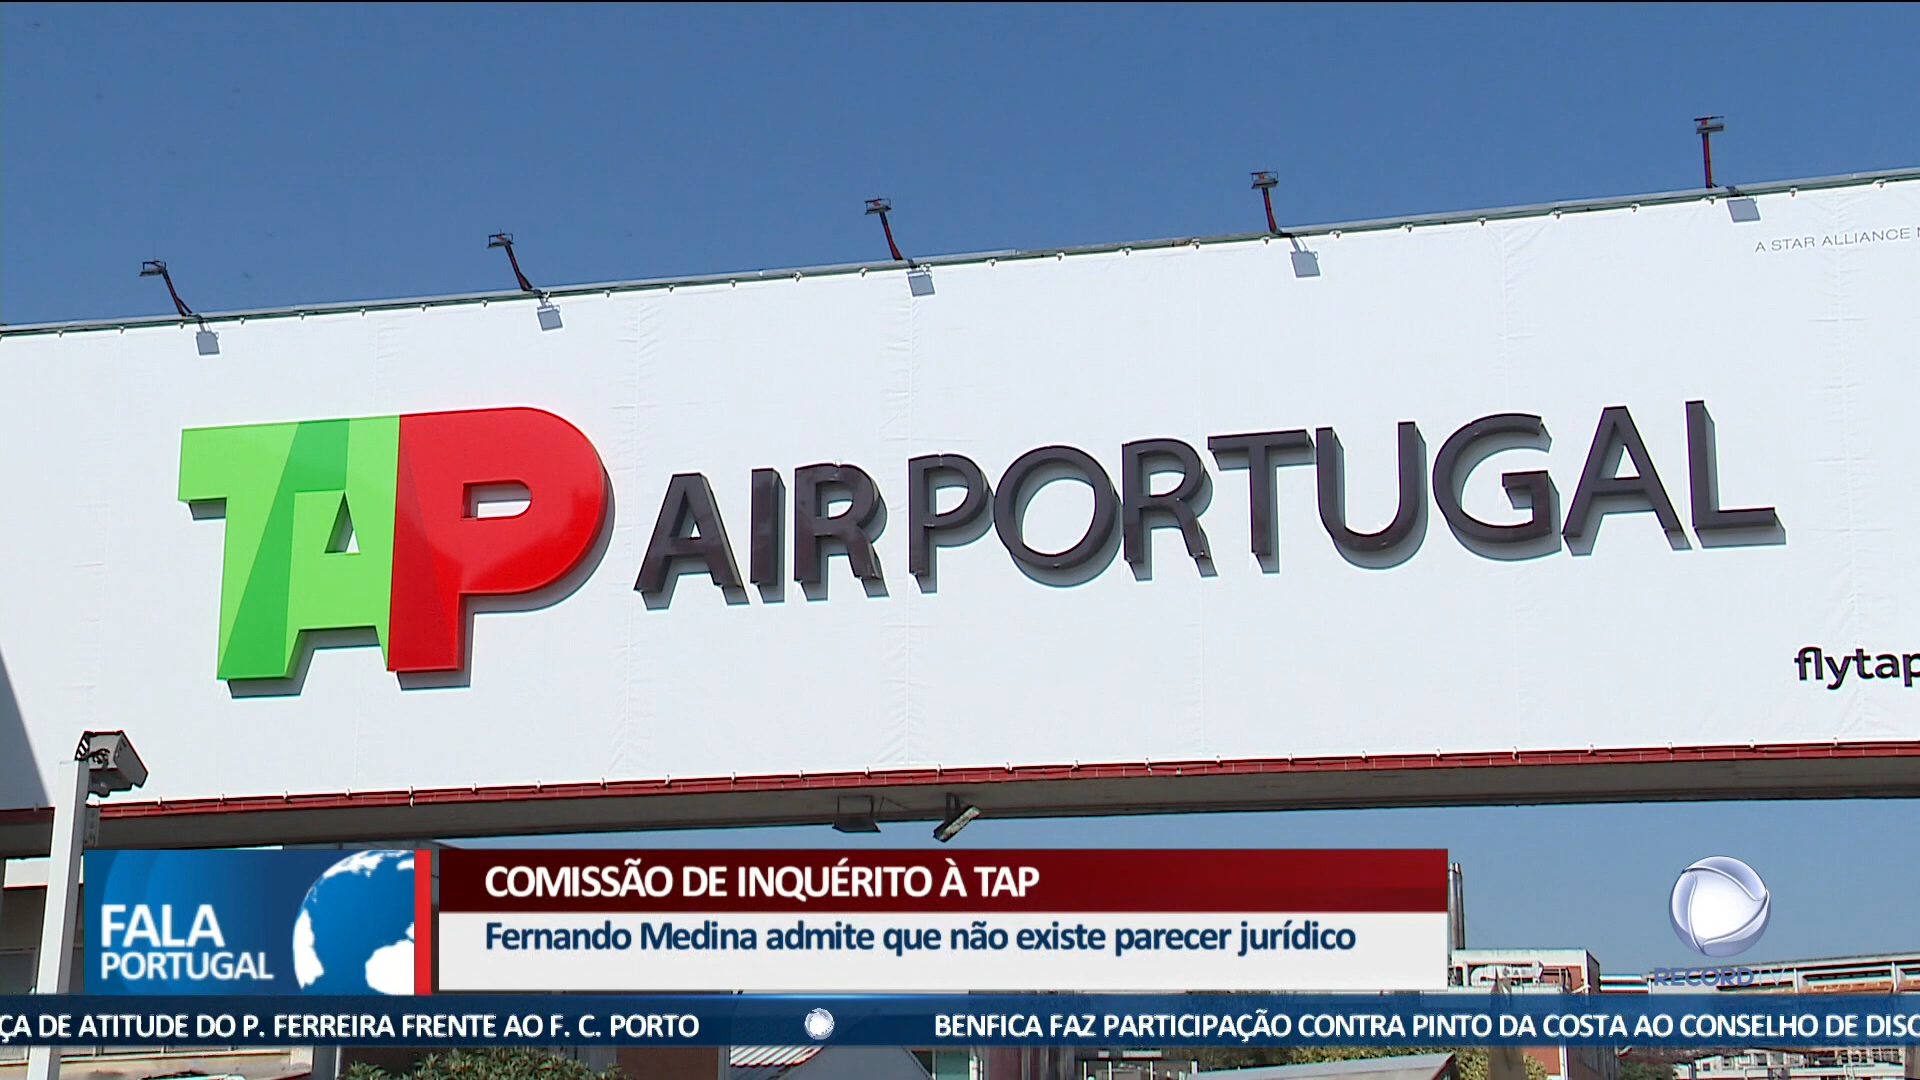 A STAR ALLIANCE
TAP AIR PORTUGAL
flytap
COMISSÃO DE INQUÉRITO À TAP
Fernando Medina admite que não existe parecer jurídico
FALA
PORTUGAL
RECORD TV
DE ATITUDE DO P. FERREIRA FRENTE AO F. C. PORTO
BENFICA FAZ PARTICIPAÇÃO CONTRA PINTO DA COSTA AO CONSELHO DE